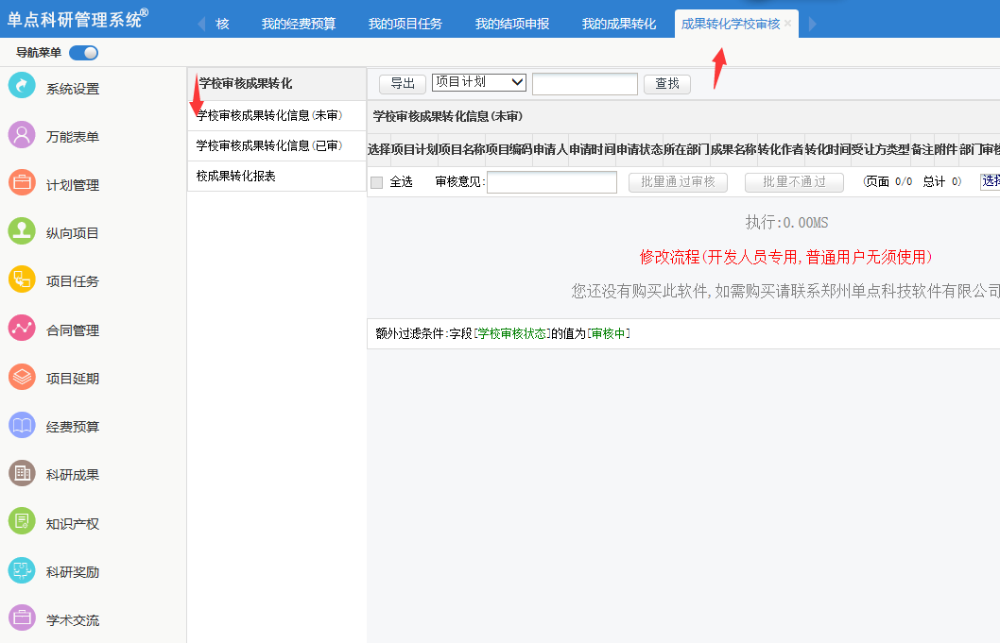 单点科研管理系统®
核 我的经费预算 我的项目任务 我的结项申报 我的成果转化 成果转化学校审核 ×
导航菜单
系统设置
万能表单
计划管理
纵向项目
项目任务
合同管理
项目延期
经费预算
科研成果
知识产权
科研奖励
学术交流
学校审核成果转化
学校审核成果转化信息(未审)
学校审核成果转化信息(已审)
校成果转化报表
导出 项目计划 查找
学校审核成果转化信息(未审)
选择 项目计划 项目名称 项目编码 申请人 申请时间 申请状态 所在部门 成果名称 转化作者 转化时间 受让方类型 备注 附件 部门审核
全选 审核意见: 批量通过审核 批量不通过 (页面 0/0 总计 0) 选择
执行:0.00MS
修改流程(开发人员专用,普通用户无须使用)
您还没有购买此软件,如需购买请联系郑州单点科技软件有限公司
额外过滤条件:字段[学校审核状态]的值为[审核中]